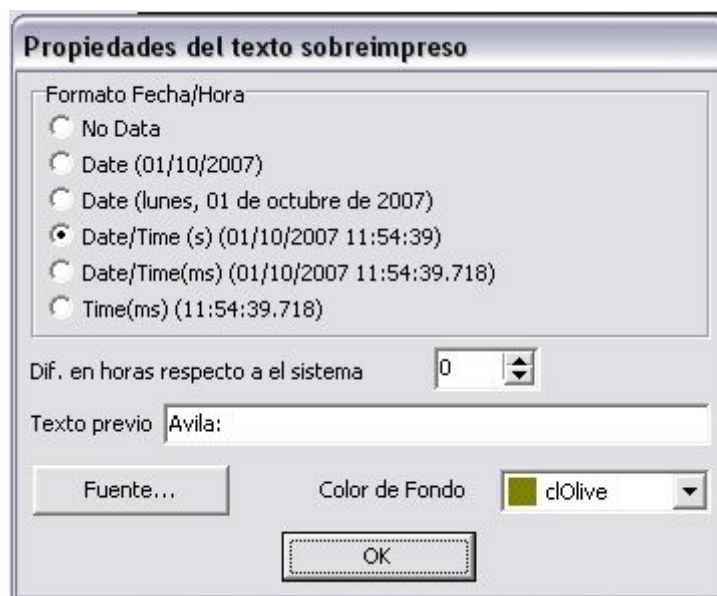 Propiedades del texto sobreimpreso
Formato Fecha/Hora
No Data
Date (01/10/2007)
Date (lunes, 01 de octubre de 2007)
Date/Time (s) (01/10/2007 11:54:39)
Date/Time(ms) (01/10/2007 11:54:39.718)
Time(ms) (11:54:39.718)
Dif. en horas respecto a el sistema 0
Texto previo Avila:
Fuente... Color de Fondo clOlive
OK